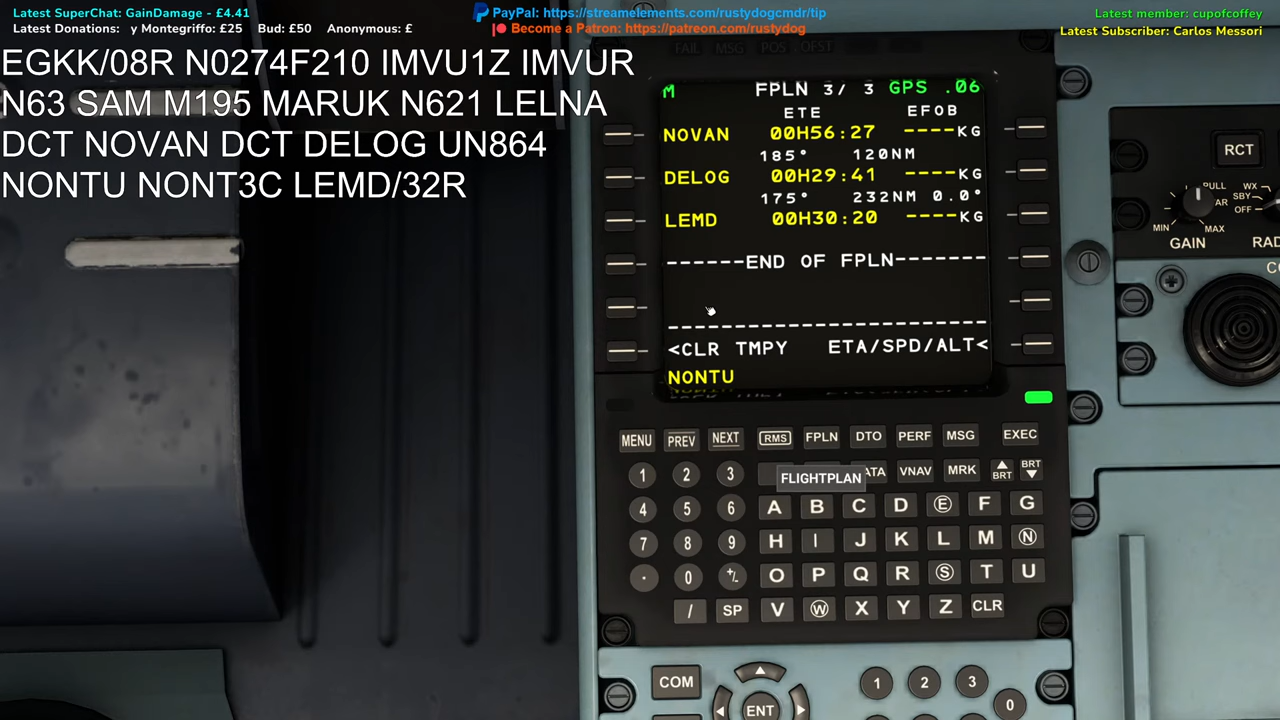 Latest SuperChat: GainDamage - £4.41
PayPal: https://streamelements.com/rustydogcmdr/tip
Latest member: cupofcoffey
Latest Donations: y Montegriffo: £25 Bud: £50 Anonymous: £
Become a Patron: https://patreon.com/rustydog
Latest Subscriber: Carlos Messori
EGKK/08R N0274F210 IMVU1Z IMVUR
N63 SAM M195 MARUK N621 LELNA
DCT NOVAN DCT DELOG UN864
NONTU NONT3C LEMD/32R
FAIL MSG POS OFST
M FPLN 3/ 3 GPS .06
ETE EFOB
NOVAN 00H56:27 ----KG
185° 120NM
DELOG 00H29:41 ----KG
175° 232NM 0.0°
LEMD 00H30:20 ----KG
------END OF FPLN-------
<CLR TMPY ETA/SPD/ALT<
NONTU
RCT
PULL
AR
WX
SBY
OFF
MIN MAX
GAIN
MENU PREV NEXT RMS FPLN DTO PERF MSG EXEC
1 2 3 FLIGHTPLAN ATA VNAV MRK BRT BRT
4 5 6 A B C D E F G
7 8 9 H I J K L M N
. 0 +/- O P Q R S T U
/ SP V W X Y Z CLR
COM 1 2 3
ENT 0